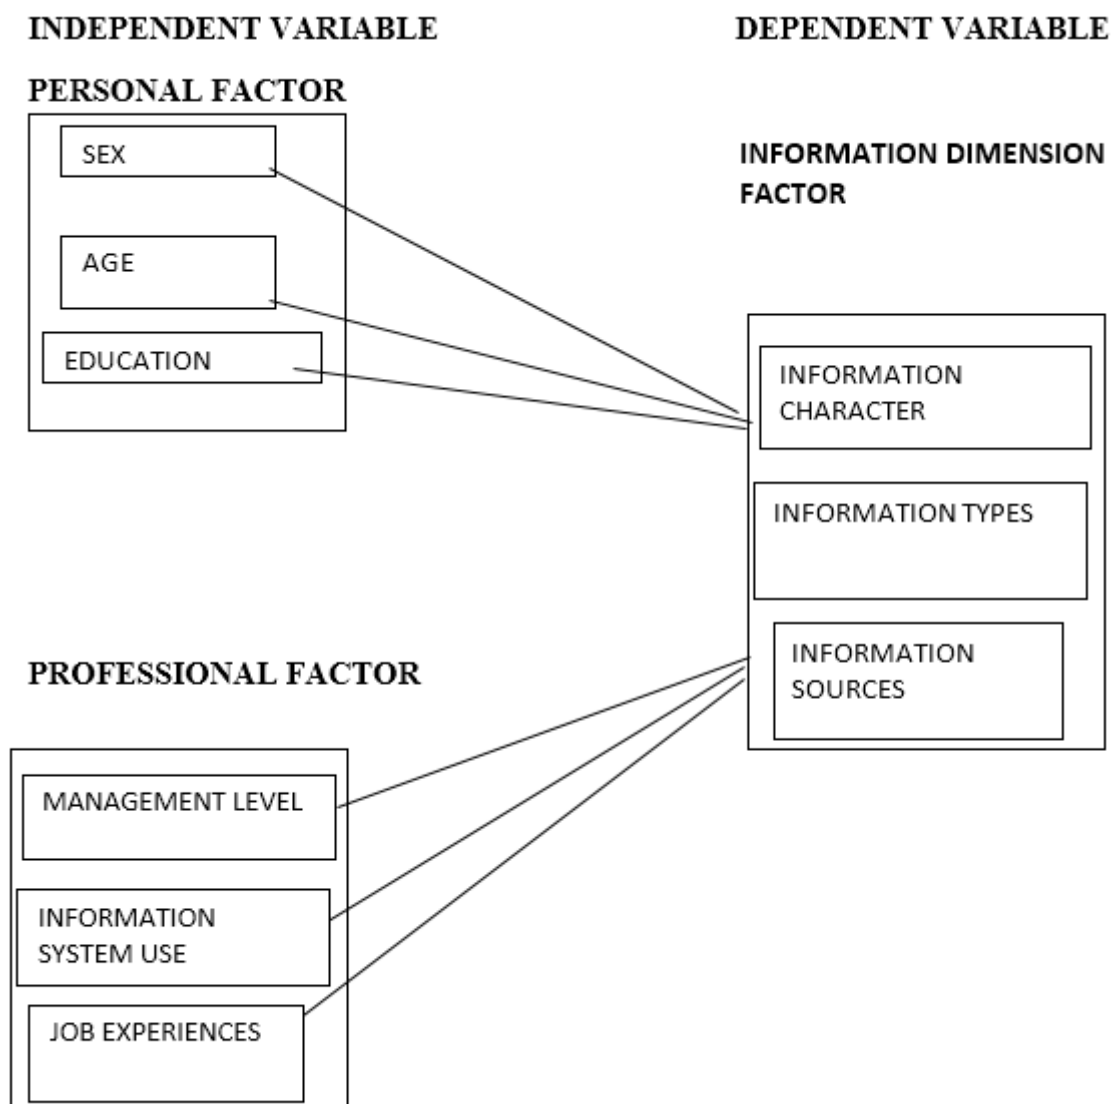 INDEPENDENT VARIABLE
DEPENDENT VARIABLE
PERSONAL FACTOR
SEX
AGE
EDUCATION
INFORMATION DIMENSION
FACTOR
INFORMATION
CHARACTER
INFORMATION TYPES
INFORMATION
SOURCES
PROFESSIONAL FACTOR
MANAGEMENT LEVEL
INFORMATION
SYSTEM USE
JOB EXPERIENCES